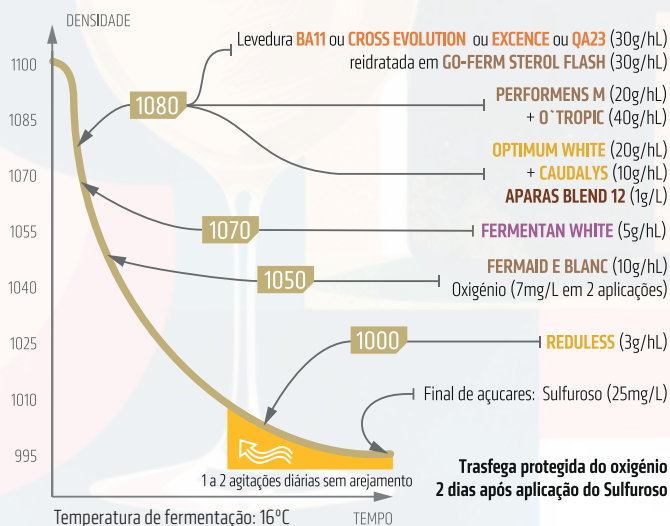 DENSIDADE
1100
1085
1070
1055
1040
1025
1010
995
1080
1070
1050
1000
Levedura BA11 ou CROSS EVOLUTION ou EXCENCE ou QA23 (30g/hL)
reidratada em GO-FERM STEROL FLASH (30g/hL)
PERFORMENS M (20g/hL)
+ O`TROPIC (40g/hL)
OPTIMUM WHITE (20g/hL)
+ CAUDALYS (10g/hL)
APARAS BLEND 12 (1g/L)
FERMENTAN WHITE (5g/hL)
FERMAID E BLANC (10g/hL)
Oxigénio (7mg/L em 2 aplicações)
REDULESS (3g/hL)
Final de açucares: Sulfuroso (25mg/L)
1 a 2 agitações diárias sem arejamento
Trasfega protegida do oxigénio
2 dias após aplicação do Sulfuroso
Temperatura de fermentação: 16ºC
TEMPO